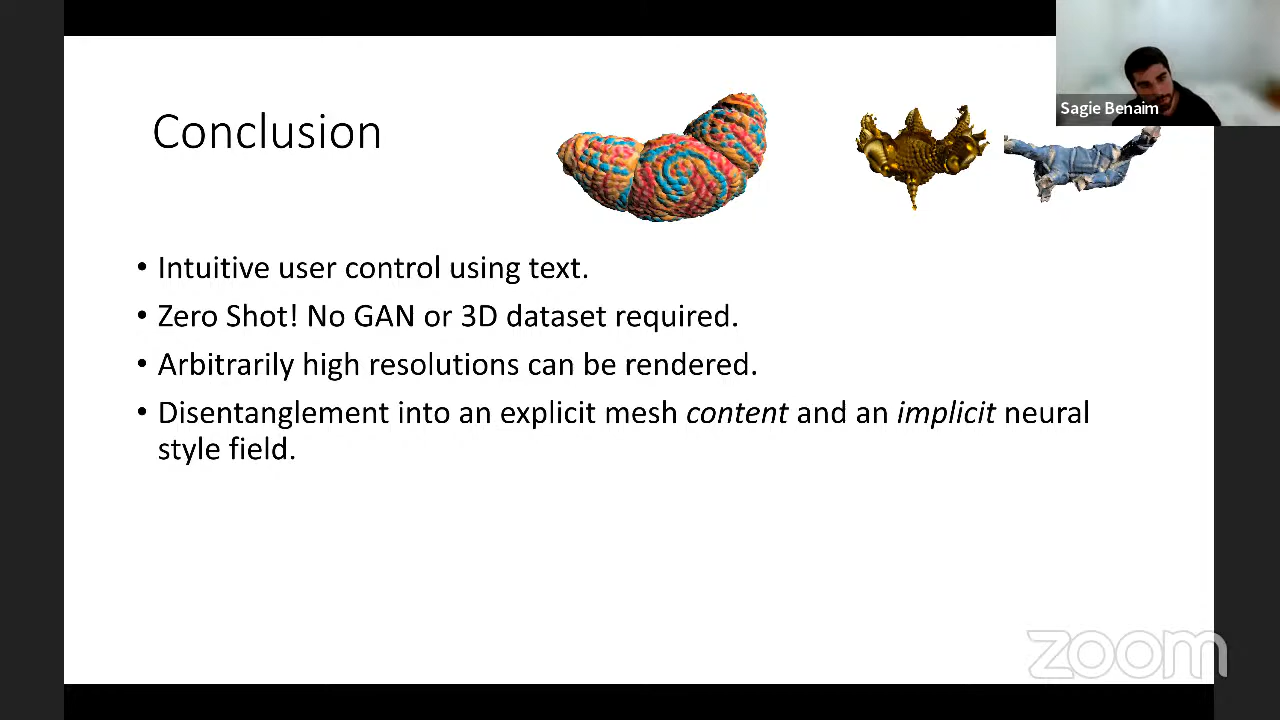 Sagie Benaim
Conclusion
• Intuitive user control using text.
• Zero Shot! No GAN or 3D dataset required.
• Arbitrarily high resolutions can be rendered.
• Disentanglement into an explicit mesh content and an implicit neural
style field.
zoom